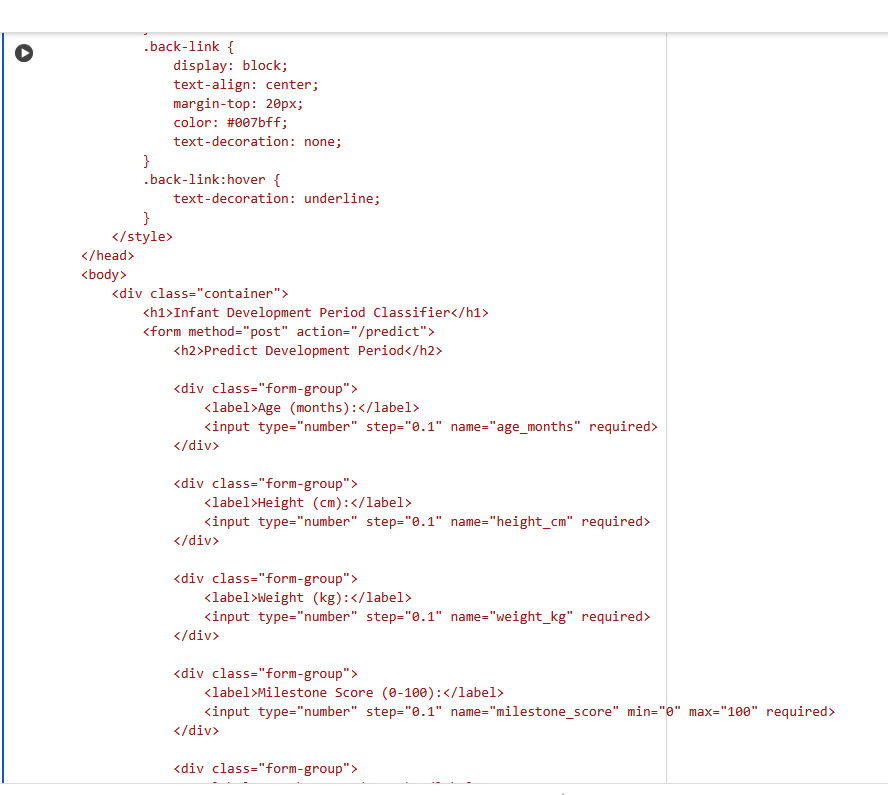 .back-link {
display: block;
text-align: center;
margin-top: 20px;
color: #007bff;
text-decoration: none;
}
.back-link:hover {
text-decoration: underline;
}
</style>
</head>
<body>
<div class="container">
<h1>Infant Development Period Classifier</h1>
<form method="post" action="/predict">
<h2>Predict Development Period</h2>
<div class="form-group">
<label>Age (months):</label>
<input type="number" step="0.1" name="age_months" required>
</div>
<div class="form-group">
<label>Height (cm):</label>
<input type="number" step="0.1" name="height_cm" required>
</div>
<div class="form-group">
<label>Weight (kg):</label>
<input type="number" step="0.1" name="weight_kg" required>
</div>
<div class="form-group">
<label>Milestone Score (0-100):</label>
<input type="number" step="0.1" name="milestone_score" min="0" max="100" required>
</div>
<div class="form-group">